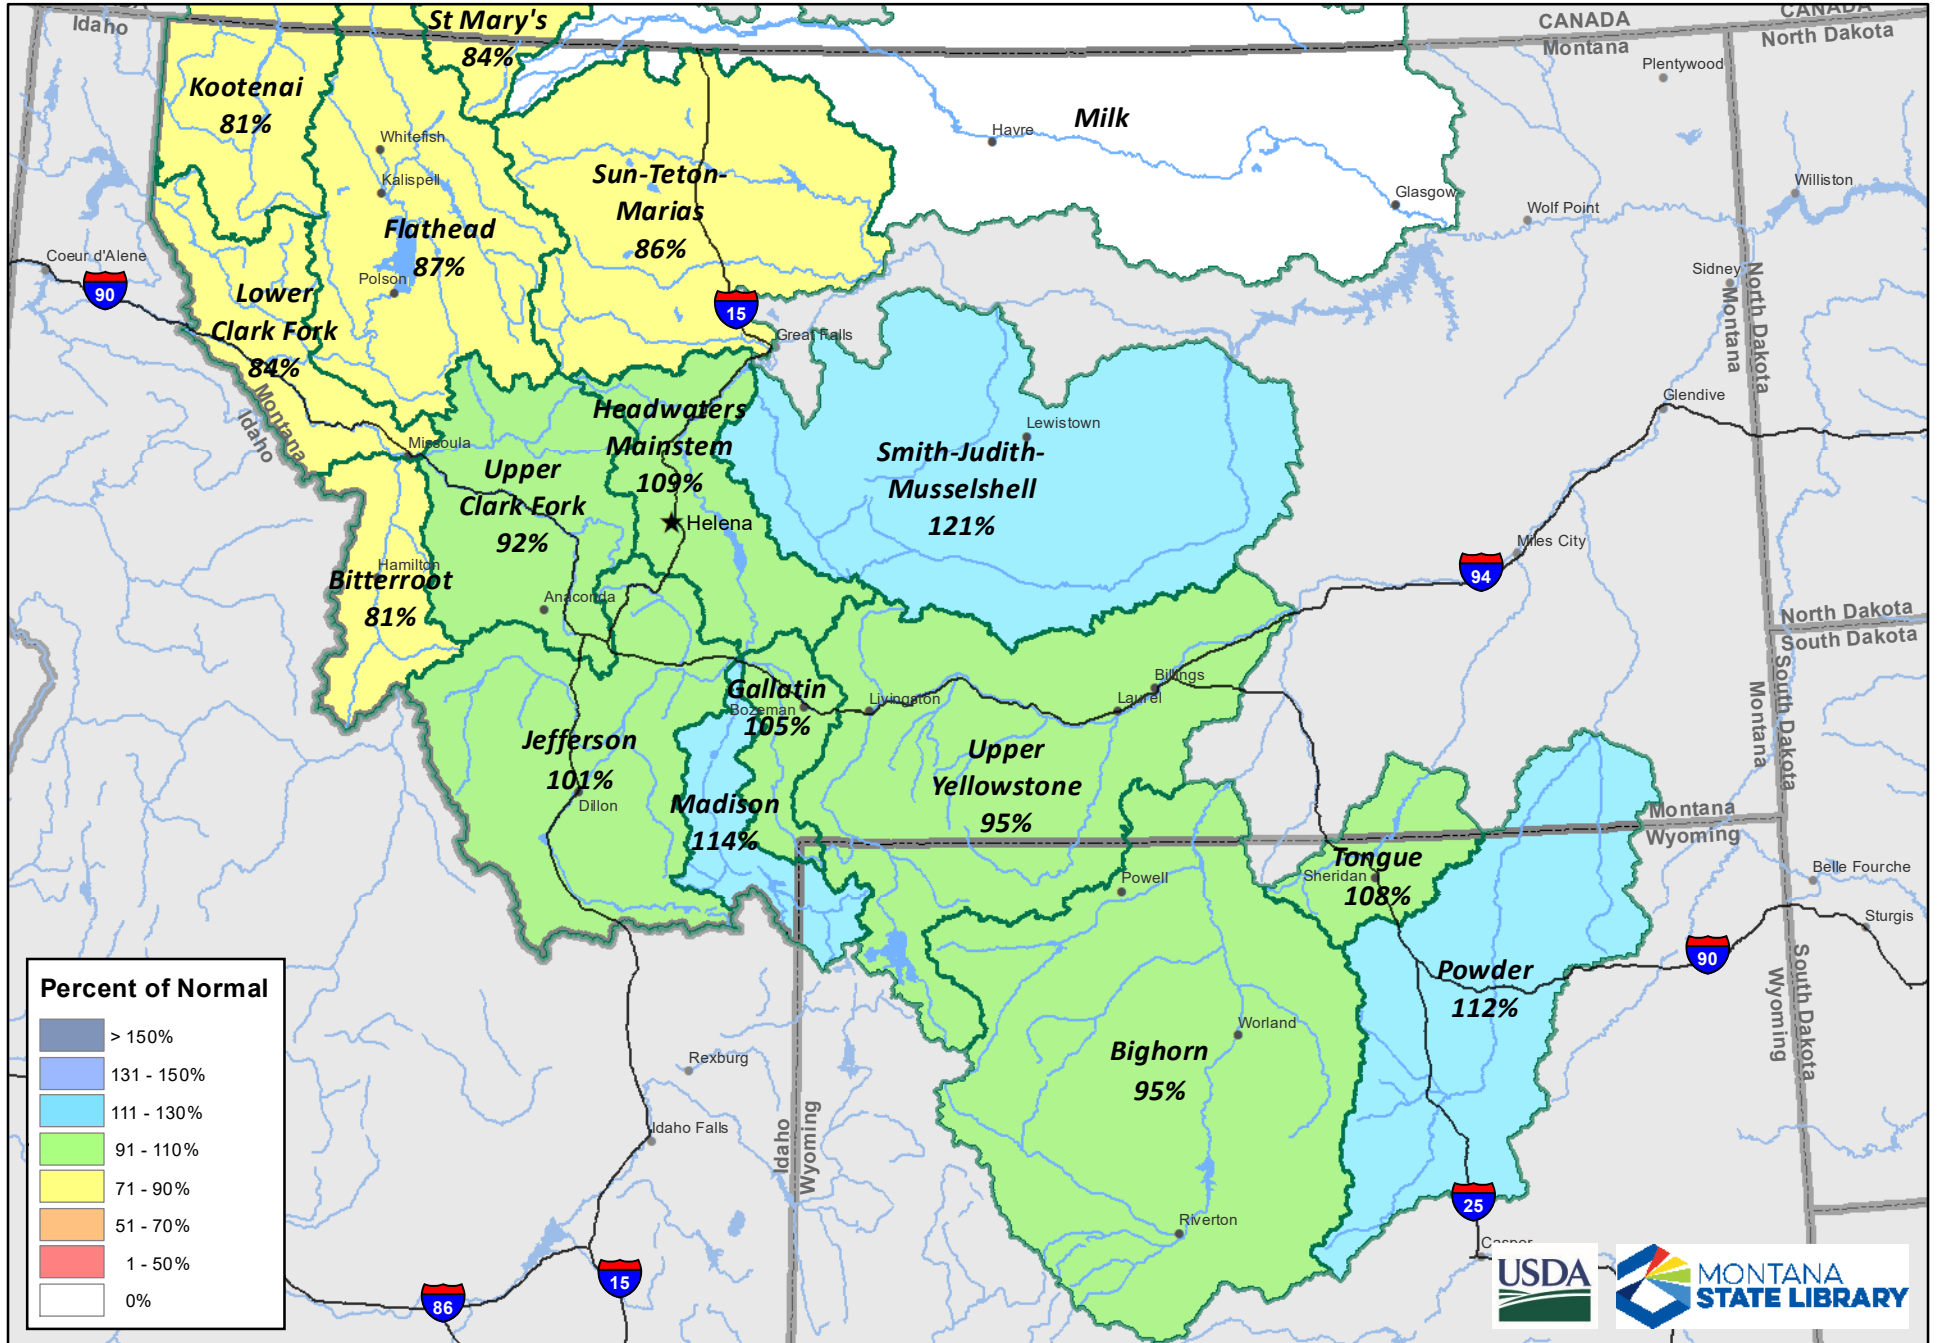 Idaho
St Mary's
84%
CANADA
Montana
CANADA
North Dakota
Kootenai
81%
Plentywood
Milk
Havre
Whitefish
Kalispell
Sun-Teton-
Marias
86%
Glasgow
Williston
Wolf Point
Flathead
87%
Coeur d'Alene
90
Polson
Sidney
Montana
North Dakota
Lower
Clark Fork
84%
15
Great Falls
Montana
Idaho
Glendive
Headwaters
Mainstem
109%
Lewistown
Missoula
Smith-Judith-
Musselshell
121%
Upper
Clark Fork
92%
Helena
Miles City
94
Hamilton
Bitterroot
81%
Anaconda
North Dakota
South Dakota
Gallatin
Bozeman
105%
Livingston
Billings
Laurel
Montana
South Dakota
Jefferson
101%
Dillon
Upper
Yellowstone
95%
Madison
114%
Montana
Wyoming
Tongue
Sheridan
108%
Powell
Belle Fourche
Sturgis
90
Powder
112%
Wyoming
South Dakota
Worland
Bighorn
95%
Rexburg
Idaho Falls
Idaho
Wyoming
Riverton
25
Casper
15
86
Percent of Normal
> 150%
131 - 150%
111 - 130%
91 - 110%
71 - 90%
51 - 70%
1 - 50%
0%
USDA
MONTANA
STATE LIBRARY